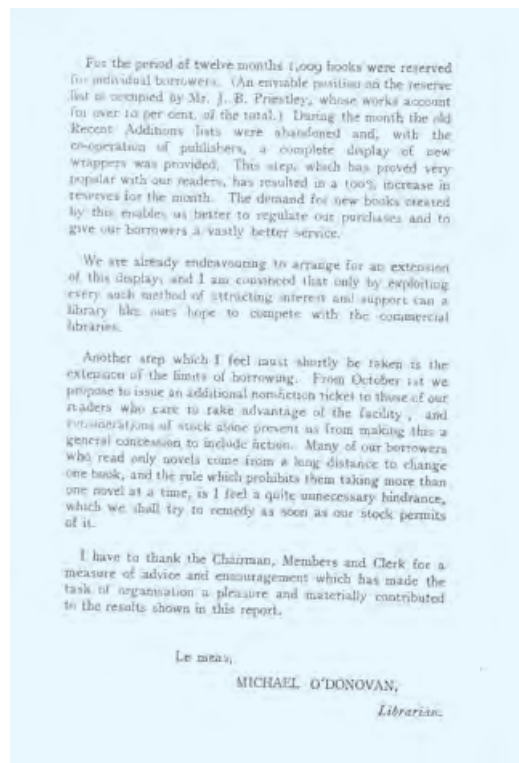 For the period of twelve months 1,009 books were reserved
for individual borrowers. (An enviable position on the reserve
list is occupied by Mr. J. B. Priestley, whose works account
for over 10 per cent. of the total.) During the month the old
Recent Additions lists were abandoned and, with the
co-operation of publishers, a complete display of new
wrappers was provided. This step, which has proved very
popular with our readers, has resulted in a 100% increase in
reserves for the month. The demand for new books created
by this enables us better to regulate our purchases and to
give our borrowers a vastly better service.
We are already endeavouring to arrange for an extension
of this display, and I am convinced that only by exploiting
every such method of attracting interest and support can a
library like ours hope to compete with the commercial
libraries.
Another step which I feel must shortly be taken is the
extension of the limits of borrowing. From October 1st we
propose to issue an additional nonfiction ticket to those of our
readers who care to take advantage of the facility, and
considerations of stock alone prevent us from making this a
general concession to include fiction. Many of our borrowers
who read only novels come from a long distance to change
one book, and the rule which prohibits them taking more than
one novel at a time, is I feel a quite unnecessary hindrance,
which we shall try to remedy as soon as our stock permits
of it.
I have to thank the Chairman, Members and Clerk for a
measure of advice and encouragement which has made the
task of organisation a pleasure and materially contributed
to the results shown in this report.
Le meas,
MICHAEL O'DONOVAN,
Librarian.